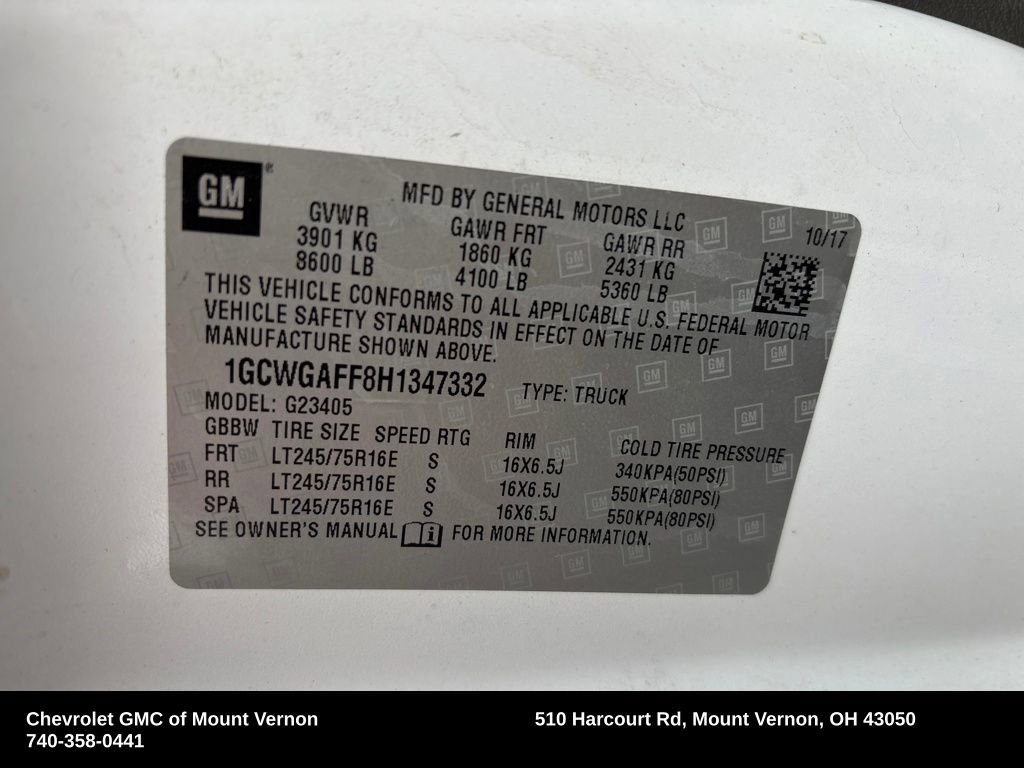 GM®
MFD BY GENERAL MOTORS LLC
10/17
GVWR GAWR FRT GAWR RR
3901 KG 1860 KG 2431 KG
8600 LB 4100 LB 5360 LB
THIS VEHICLE CONFORMS TO ALL APPLICABLE U.S. FEDERAL MOTOR
VEHICLE SAFETY STANDARDS IN EFFECT ON THE DATE OF
MANUFACTURE SHOWN ABOVE.
1GCWGAFF8H1347332 TYPE: TRUCK
MODEL: G23405
GBBW TIRE SIZE SPEED RTG RIM COLD TIRE PRESSURE
FRT LT245/75R16E S 16X6.5J 340KPA(50PSI)
RR LT245/75R16E S 16X6.5J 550KPA(80PSI)
SPA LT245/75R16E S 16X6.5J 550KPA(80PSI)
SEE OWNER'S MANUAL i FOR MORE INFORMATION.
Chevrolet GMC of Mount Vernon 510 Harcourt Rd, Mount Vernon, OH 43050
740-358-0441